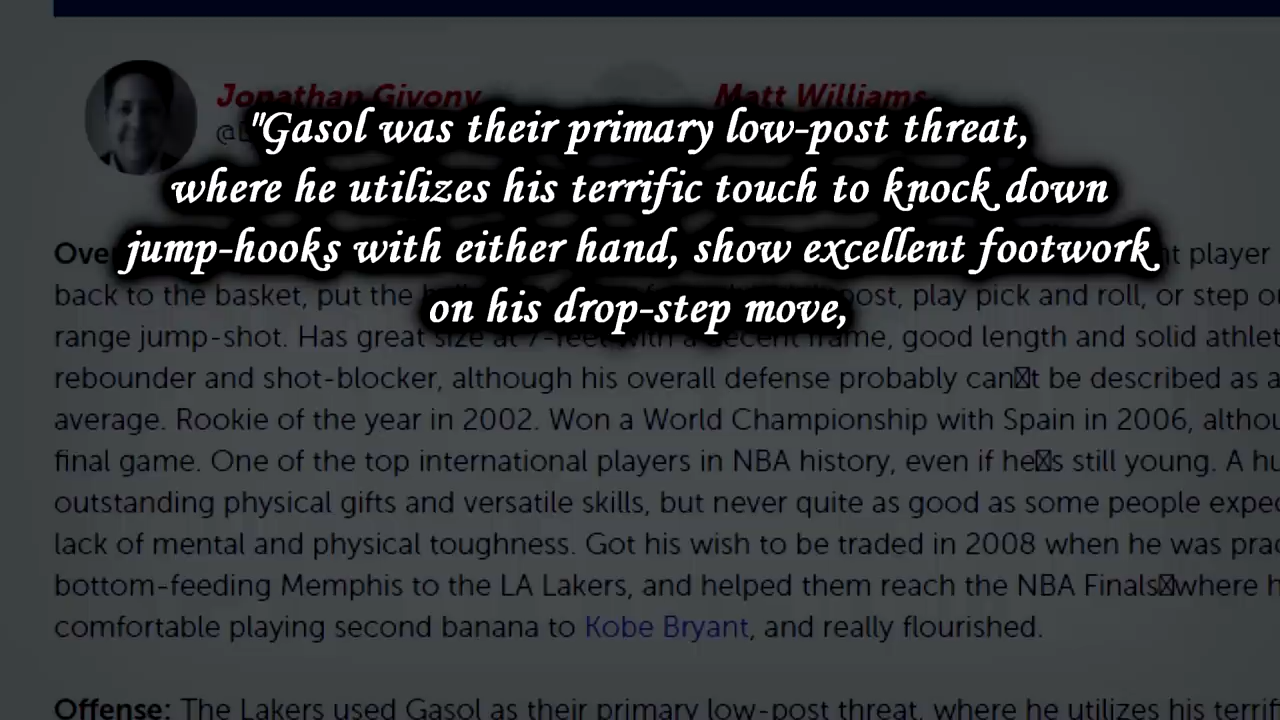 Jonathan Givony
Matt Williams
"Gasol was their primary low-post threat,
where he utilizes his terrific touch to knock down
jump-hooks with either hand, show excellent footwork
on his drop-step move,
player
back to the basket, put the post, play pick and roll, or step
range jump-shot. Has great size at 7-feet with a decent frame, good length and solid
rebounder and shot-blocker, although his overall defense probably can☒t be described as
average. Rookie of the year in 2002. Won a World Championship with Spain in 2006,
final game. One of the top international players in NBA history, even if he☒s still young. A
outstanding physical gifts and versatile skills, but never quite as good as some people
lack of mental and physical toughness. Got his wish to be traded in 2008 when he was
bottom-feeding Memphis to the LA Lakers, and helped them reach the NBA Finals☒where
comfortable playing second banana to Kobe Bryant, and really flourished.
Offense: The Lakers used Gasol as their primary low-post threat, where he utilizes his